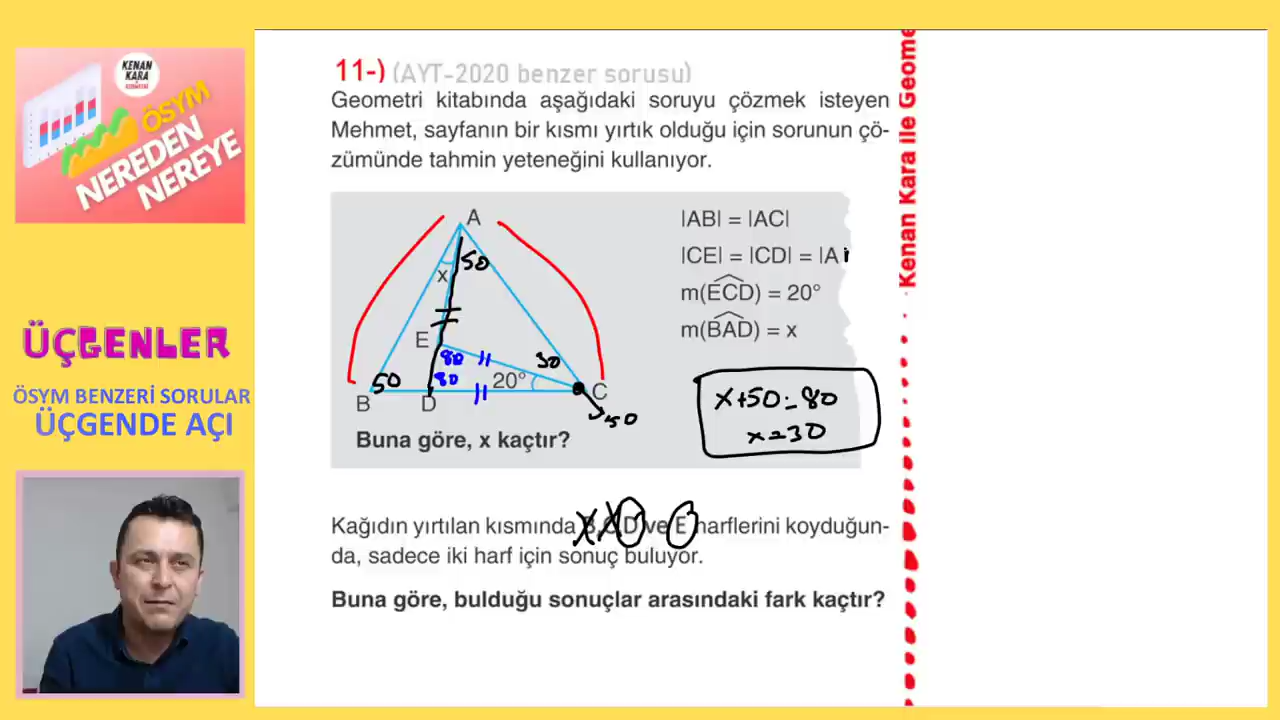 KENAN
KARA
ÖSYM
NEREDEN
NEREYE
ÜÇGENLER
ÖSYM BENZERİ SORULAR
ÜÇGENDE AÇI
11-) (AYT-2020 benzer sorusu)
Geometri kitabında aşağıdaki soruyu çözmek isteyen
Mehmet, sayfanın bir kısmı yırtık olduğu için sorunun çö-
zümünde tahmin yeteneğini kullanıyor.
A
x 50
E
80
80
30
20°
50
B
D
C
50
|AB| = |AC|
|CE| = |CD| = |A
m(ECD) = 20°
m(BAD) = x
x+50=80
x=30
Buna göre, x kaçtır?
Kağıdın yırtılan kısmında B,C,D ve E harflerini koyduğun-
da, sadece iki harf için sonuç buluyor.
Buna göre, bulduğu sonuçlar arasındaki fark kaçtır?
Kenan Kara ile Geome